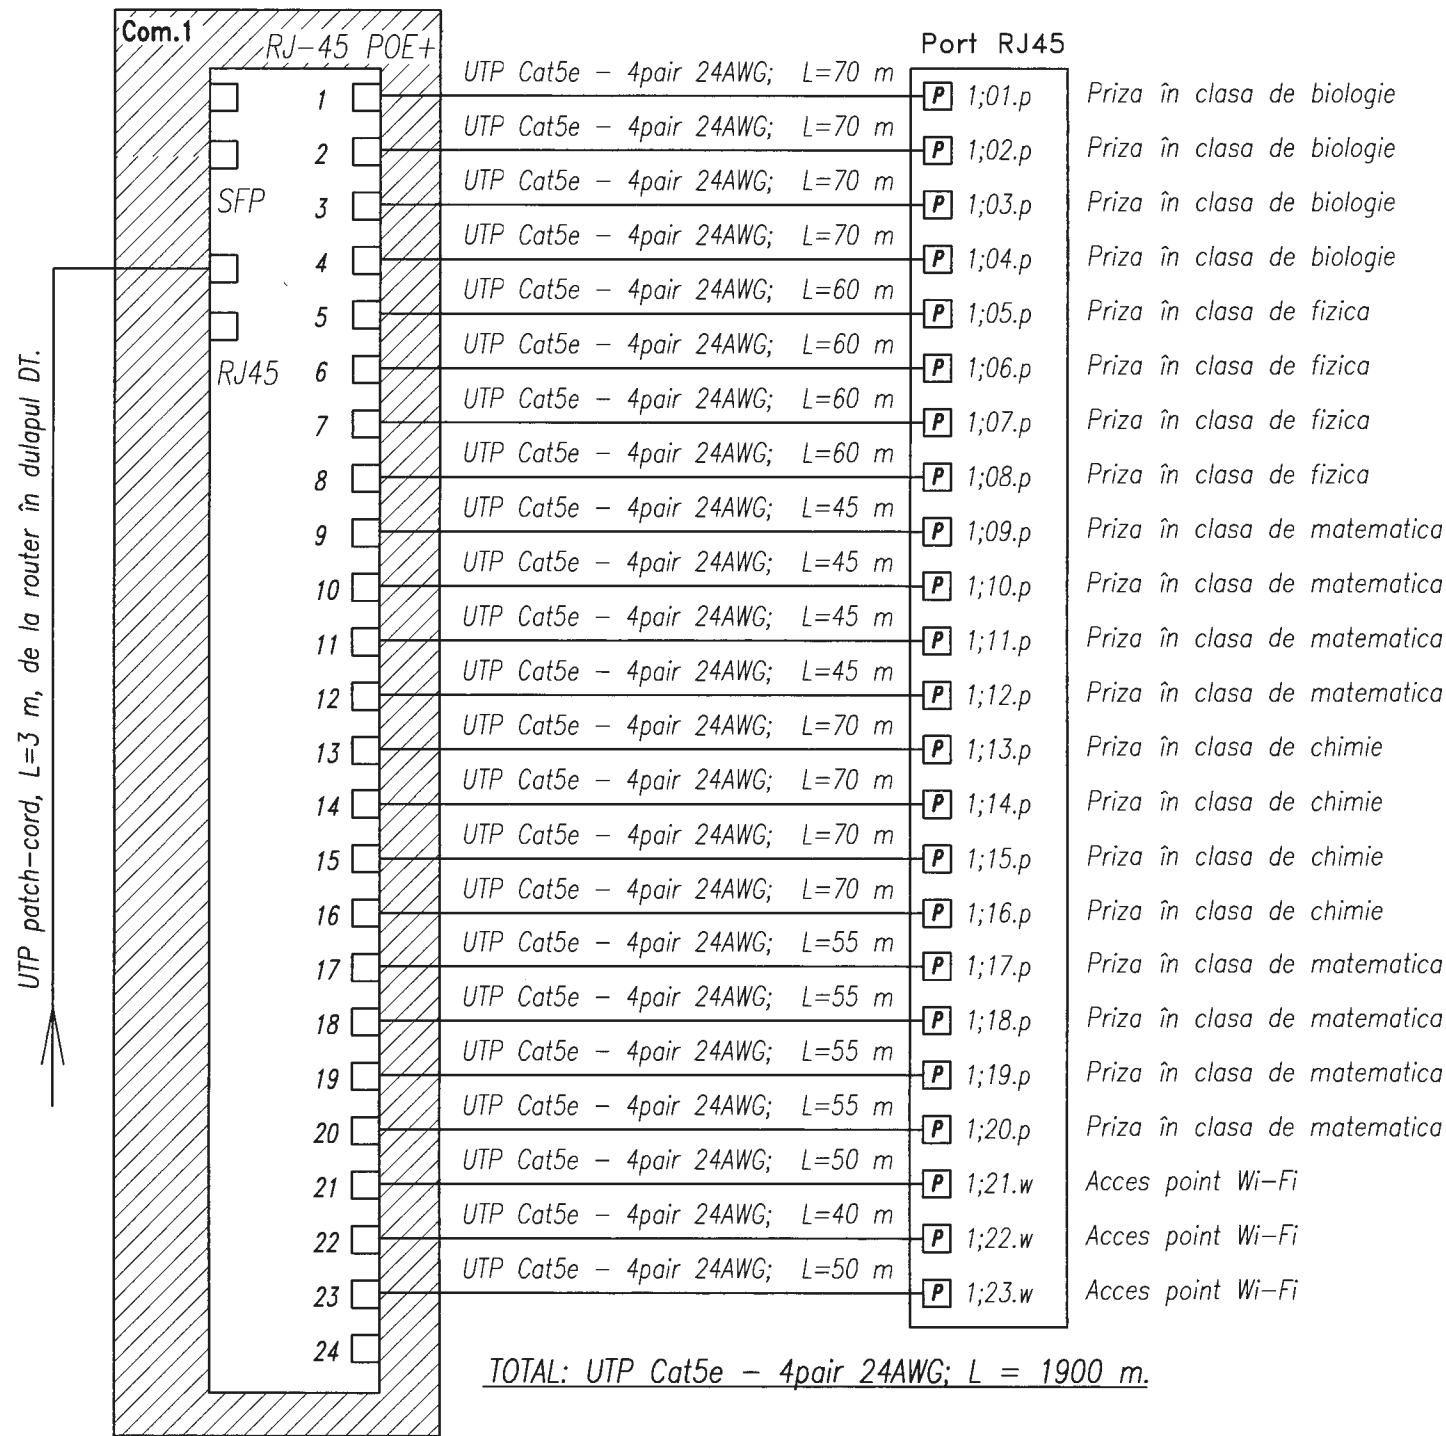 Com.1
RJ-45 POE+
Port RJ45
UTP Cat5e - 4pair 24AWG; L=70 m
1 P 1;01.p Priza în clasa de biologie
UTP Cat5e - 4pair 24AWG; L=70 m
2 P 1;02.p Priza în clasa de biologie
UTP Cat5e - 4pair 24AWG; L=70 m
SFP 3 P 1;03.p Priza în clasa de biologie
UTP Cat5e - 4pair 24AWG; L=70 m
4 P 1;04.p Priza în clasa de biologie
UTP Cat5e - 4pair 24AWG; L=60 m
5 P 1;05.p Priza în clasa de fizica
UTP Cat5e - 4pair 24AWG; L=60 m
RJ45 6 P 1;06.p Priza în clasa de fizica
UTP Cat5e - 4pair 24AWG; L=60 m
7 P 1;07.p Priza în clasa de fizica
UTP Cat5e - 4pair 24AWG; L=60 m
8 P 1;08.p Priza în clasa de fizica
UTP Cat5e - 4pair 24AWG; L=45 m
9 P 1;09.p Priza în clasa de matematica
UTP Cat5e - 4pair 24AWG; L=45 m
10 P 1;10.p Priza în clasa de matematica
UTP Cat5e - 4pair 24AWG; L=45 m
11 P 1;11.p Priza în clasa de matematica
UTP Cat5e - 4pair 24AWG; L=45 m
12 P 1;12.p Priza în clasa de matematica
UTP Cat5e - 4pair 24AWG; L=70 m
13 P 1;13.p Priza în clasa de chimie
UTP Cat5e - 4pair 24AWG; L=70 m
14 P 1;14.p Priza în clasa de chimie
UTP Cat5e - 4pair 24AWG; L=70 m
15 P 1;15.p Priza în clasa de chimie
UTP Cat5e - 4pair 24AWG; L=70 m
16 P 1;16.p Priza în clasa de chimie
UTP Cat5e - 4pair 24AWG; L=55 m
17 P 1;17.p Priza în clasa de matematica
UTP Cat5e - 4pair 24AWG; L=55 m
18 P 1;18.p Priza în clasa de matematica
UTP Cat5e - 4pair 24AWG; L=55 m
19 P 1;19.p Priza în clasa de matematica
UTP Cat5e - 4pair 24AWG; L=55 m
20 P 1;20.p Priza în clasa de matematica
UTP Cat5e - 4pair 24AWG; L=50 m
21 P 1;21.w Acces point Wi-Fi
UTP Cat5e - 4pair 24AWG; L=40 m
22 P 1;22.w Acces point Wi-Fi
UTP Cat5e - 4pair 24AWG; L=50 m
23 P 1;23.w Acces point Wi-Fi
24
TOTAL: UTP Cat5e - 4pair 24AWG; L = 1900 m.
UTP patch-cord, L=3 m, de la router în dulapul DT.